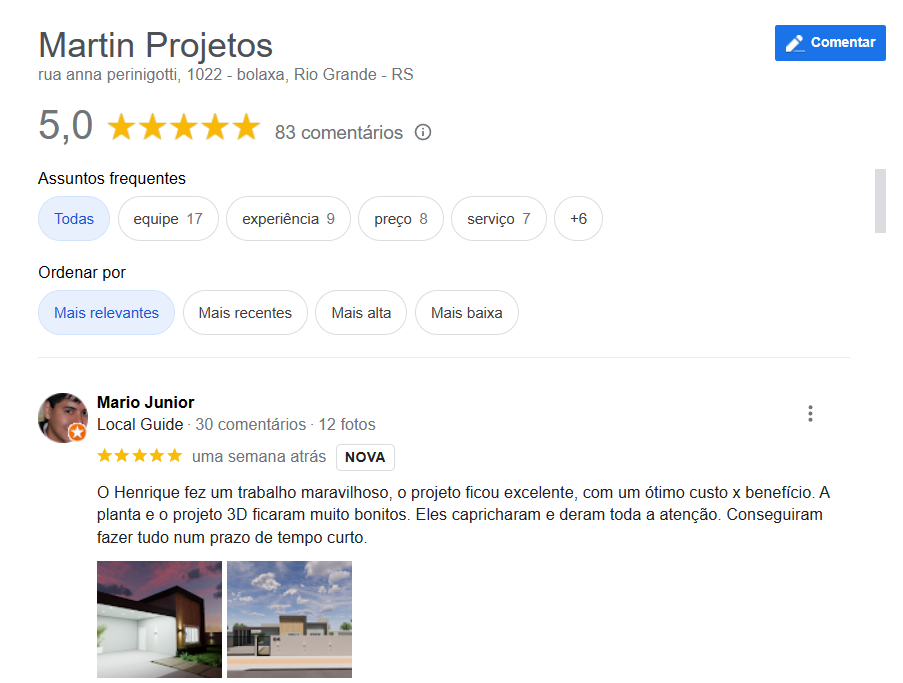 Martin Projetos
Comentar
rua anna perinigotti, 1022 - bolaxa, Rio Grande - RS
5,0 83 comentários
Assuntos frequentes
Todas equipe 17 experiência 9 preço 8 serviço 7 +6
Ordenar por
Mais relevantes Mais recentes Mais alta Mais baixa
Mario Junior
Local Guide · 30 comentários · 12 fotos
uma semana atrás NOVA
O Henrique fez um trabalho maravilhoso, o projeto ficou excelente, com um ótimo custo x benefício. A
planta e o projeto 3D ficaram muito bonitos. Eles capricharam e deram toda a atenção. Conseguiram
fazer tudo num prazo de tempo curto.